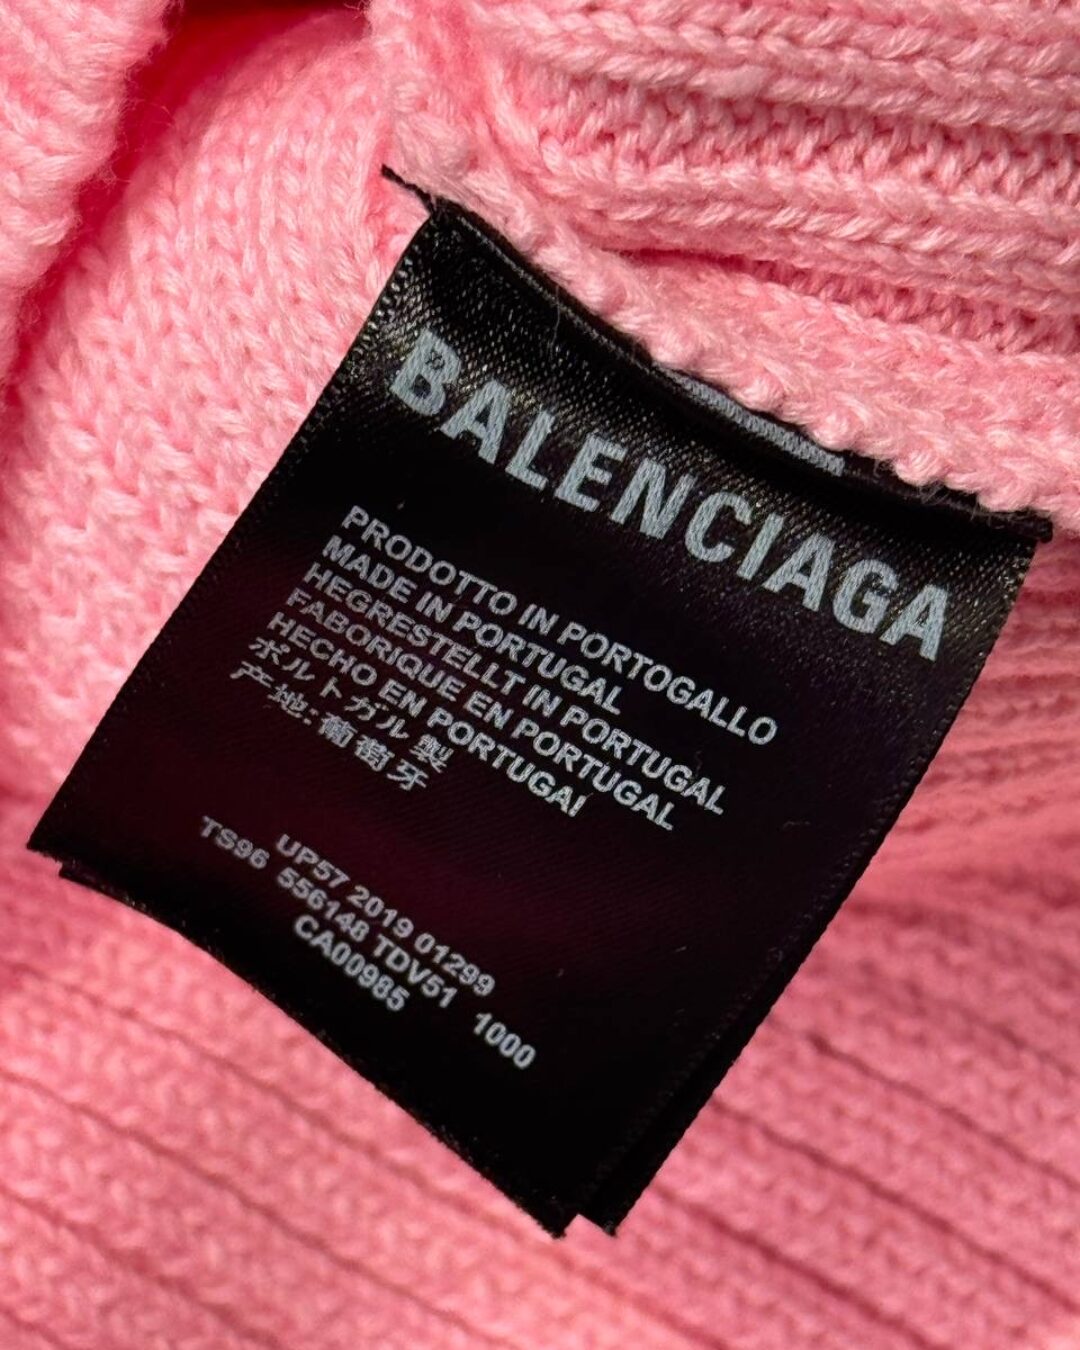 BALENCIAGA
PRODOTTO IN PORTOGALLO
MADE IN PORTUGAL
HEGRESTELLT IN PORTUGAL
FABORIQUE EN PORTUGAL
HECHO EN PORTUGAl
ポルトガル製
产地:葡萄牙
UP57 2019 01299
TS96 556148 TDV51 1000
CA00985